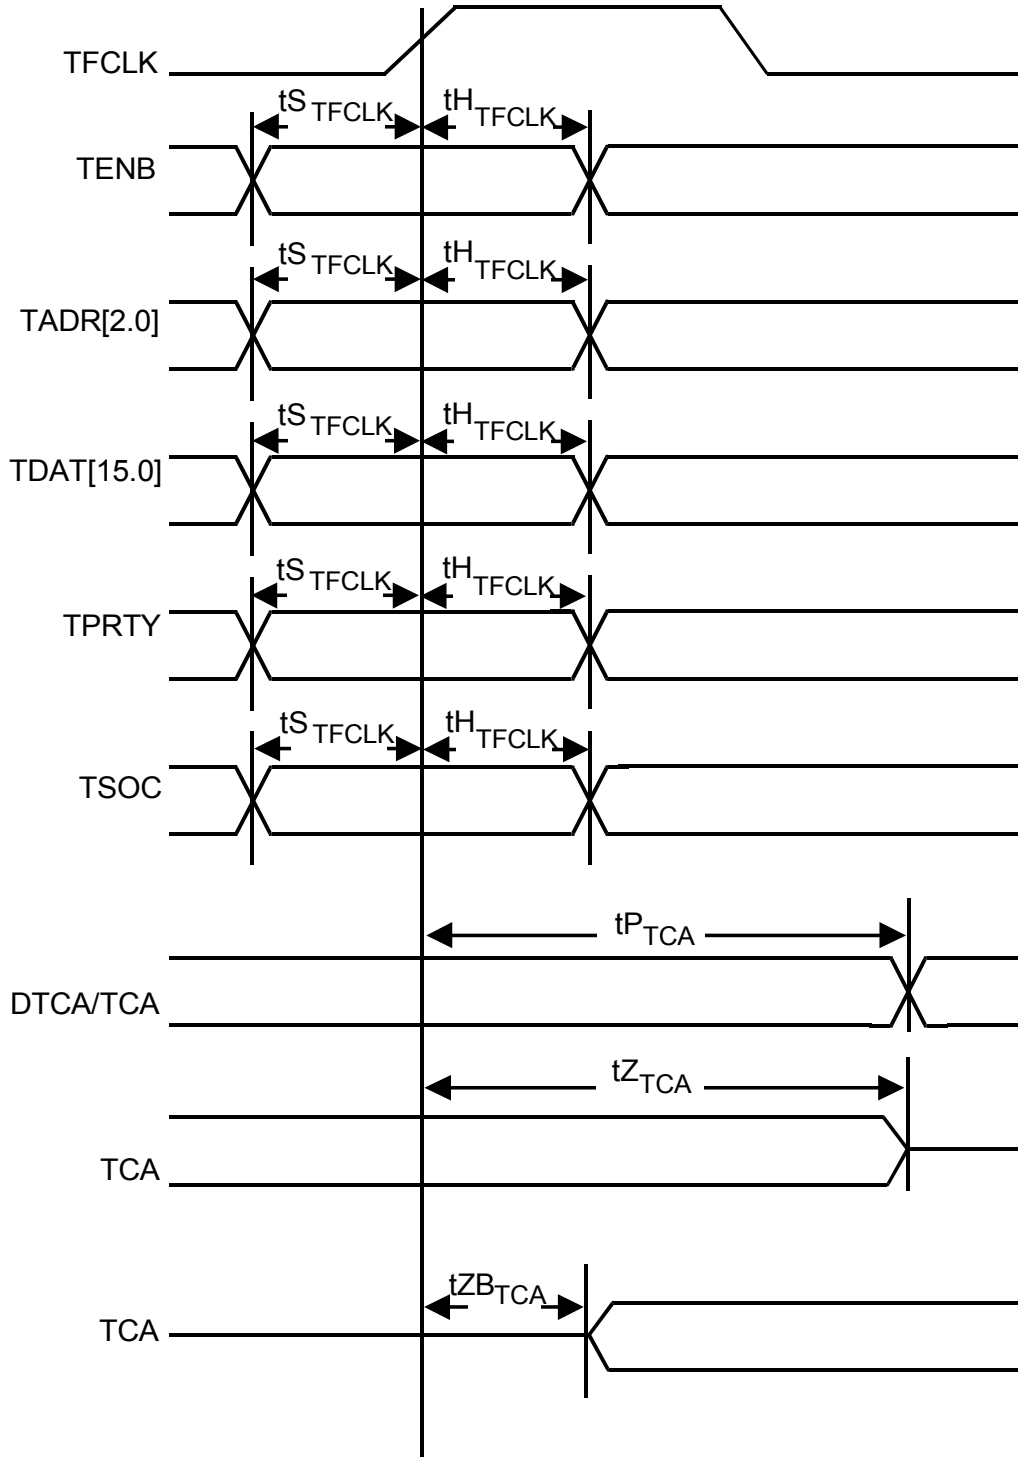 TFCLK
tS TFCLK tH TFCLK
TENB
tS TFCLK tH TFCLK
TADR[2.0]
tS TFCLK tH TFCLK
TDAT[15.0]
tS TFCLK tH TFCLK
TPRTY
tS TFCLK tH TFCLK
TSOC
tP TCA
DTCA/TCA
tZ TCA
TCA
tZB TCA
TCA